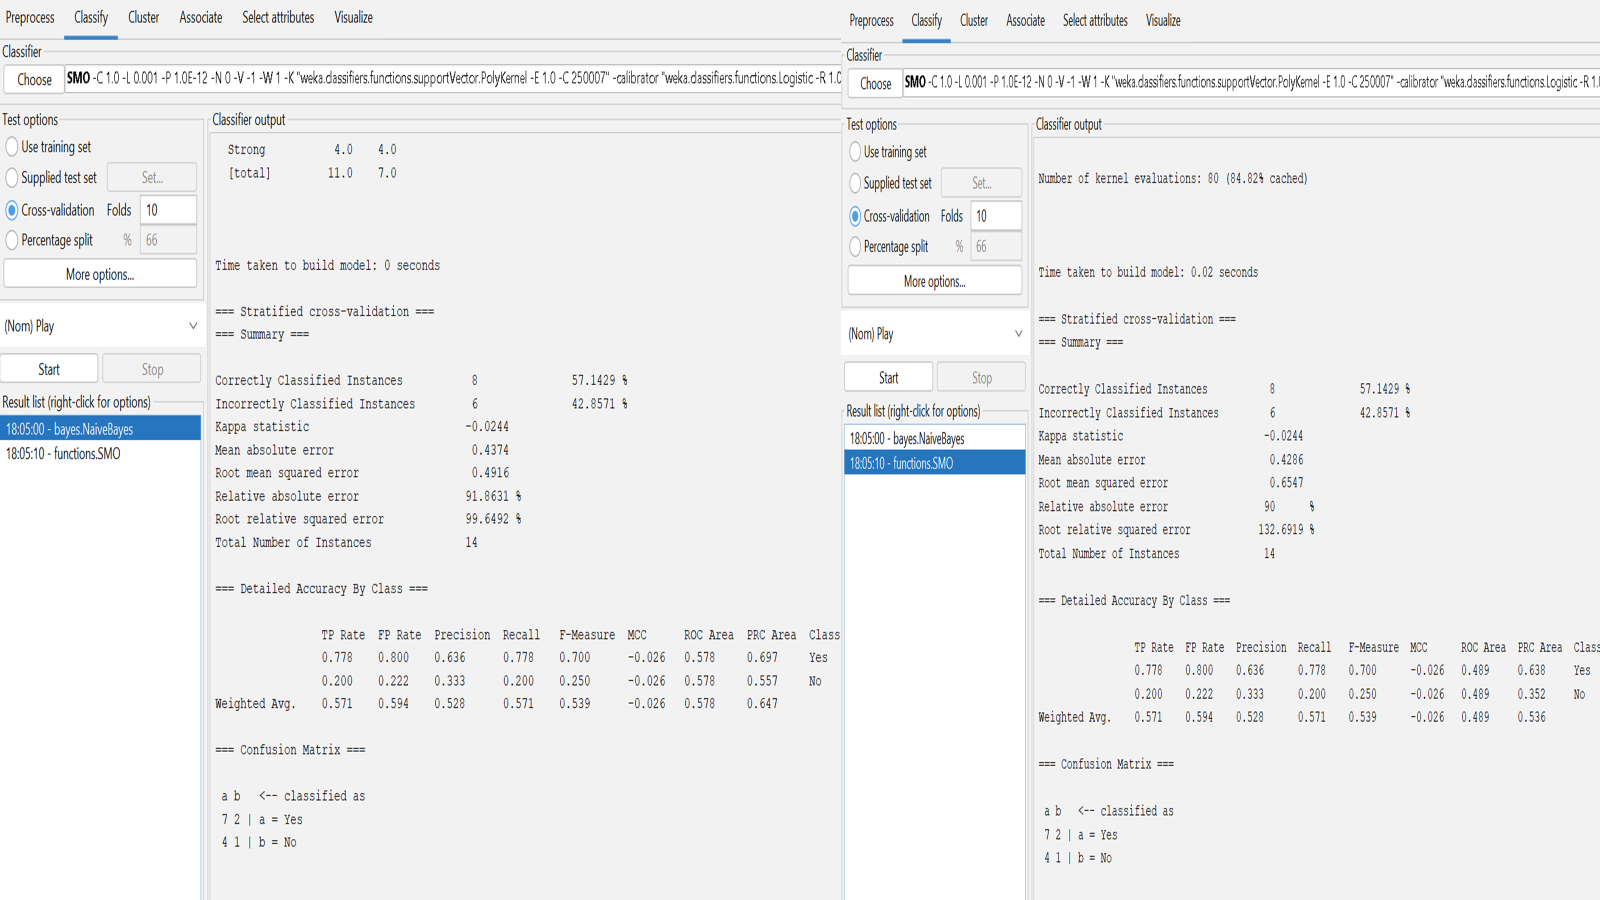 Preprocess Classify Cluster Associate Select attributes Visualize
Classifier
Choose SMO -C 1.0 -L 0.001 -P 1.0E-12 -N 0 -V -1 -W 1 -K "weka.classifiers.functions.supportVector.PolyKernel -E 1.0 -C 250007" -calibrator "weka.classifiers.functions.Logistic -R 1.0
Test options
Use training set
Supplied test set Set...
Cross-validation Folds 10
Percentage split % 66
More options...
(Nom) Play
Start Stop
Result list (right-click for options)
18:05:00 - bayes.NaiveBayes
18:05:10 - functions.SMO
Classifier output
Strong 4.0 4.0
[total] 11.0 7.0
Time taken to build model: 0 seconds
=== Stratified cross-validation ===
=== Summary ===
Correctly Classified Instances 8 57.1429 %
Incorrectly Classified Instances 6 42.8571 %
Kappa statistic -0.0244
Mean absolute error 0.4374
Root mean squared error 0.4916
Relative absolute error 91.8631 %
Root relative squared error 99.6492 %
Total Number of Instances 14
=== Detailed Accuracy By Class ===
TP Rate FP Rate Precision Recall F-Measure MCC ROC Area PRC Area Class
0.778 0.800 0.636 0.778 0.700 -0.026 0.578 0.697 Yes
0.200 0.222 0.333 0.200 0.250 -0.026 0.578 0.557 No
Weighted Avg. 0.571 0.594 0.528 0.571 0.539 -0.026 0.578 0.647
=== Confusion Matrix ===
a b <-- classified as
7 2 | a = Yes
4 1 | b = No
Preprocess Classify Cluster Associate Select attributes Visualize
Classifier
Choose SMO -C 1.0 -L 0.001 -P 1.0E-12 -N 0 -V -1 -W 1 -K "weka.classifiers.functions.supportVector.PolyKernel -E 1.0 -C 250007" -calibrator "weka.classifiers.functions.Logistic -R 1.0
Test options
Use training set
Supplied test set Set...
Cross-validation Folds 10
Percentage split % 66
More options...
(Nom) Play
Start Stop
Result list (right-click for options)
18:05:00 - bayes.NaiveBayes
18:05:10 - functions.SMO
Classifier output
Number of kernel evaluations: 80 (84.82% cached)
Time taken to build model: 0.02 seconds
=== Stratified cross-validation ===
=== Summary ===
Correctly Classified Instances 8 57.1429 %
Incorrectly Classified Instances 6 42.8571 %
Kappa statistic -0.0244
Mean absolute error 0.4286
Root mean squared error 0.6547
Relative absolute error 90 %
Root relative squared error 132.6919 %
Total Number of Instances 14
=== Detailed Accuracy By Class ===
TP Rate FP Rate Precision Recall F-Measure MCC ROC Area PRC Area Class
0.778 0.800 0.636 0.778 0.700 -0.026 0.489 0.638 Yes
0.200 0.222 0.333 0.200 0.250 -0.026 0.489 0.352 No
Weighted Avg. 0.571 0.594 0.528 0.571 0.539 -0.026 0.489 0.536
=== Confusion Matrix ===
a b <-- classified as
7 2 | a = Yes
4 1 | b = No